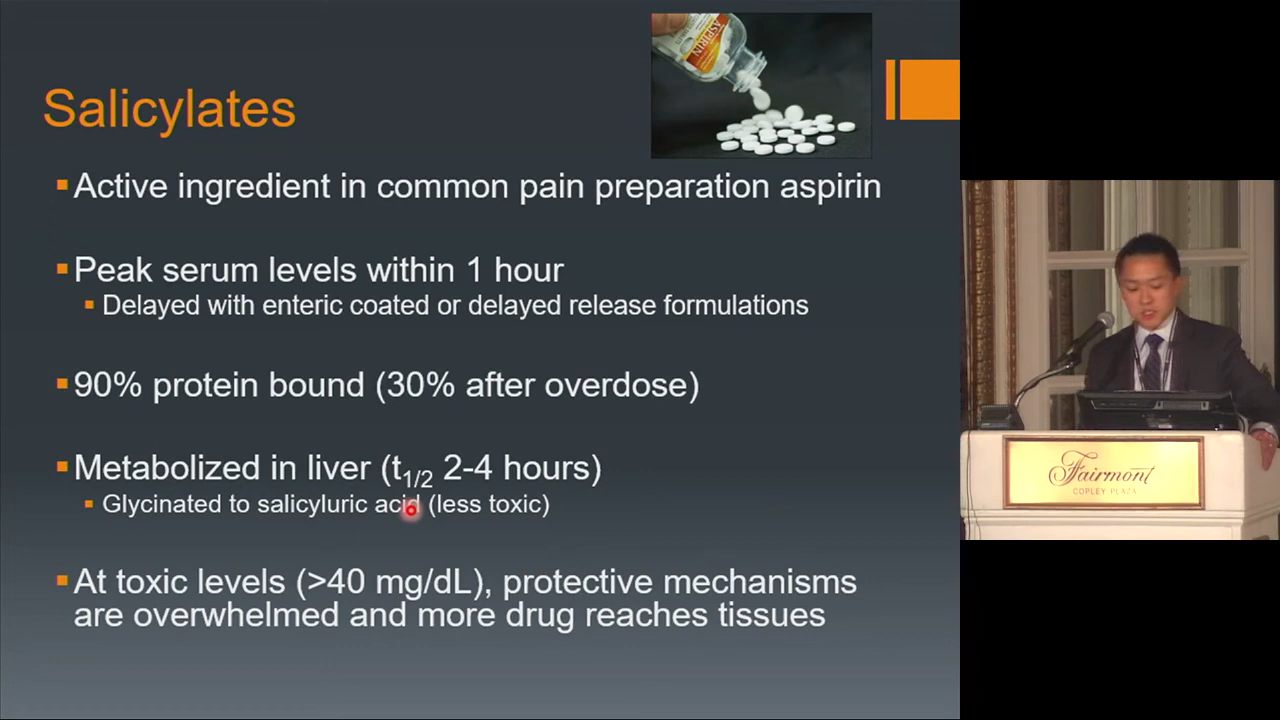 ASPIRIN
Salicylates
Active ingredient in common pain preparation aspirin
Peak serum levels within 1 hour
Delayed with enteric coated or delayed release formulations
90% protein bound (30% after overdose)
Metabolized in liver (t1/2 2-4 hours)
Glycinated to salicyluric acid (less toxic)
At toxic levels (>40 mg/dL), protective mechanisms
are overwhelmed and more drug reaches tissues
Fairmont
COPLEY PLAZA